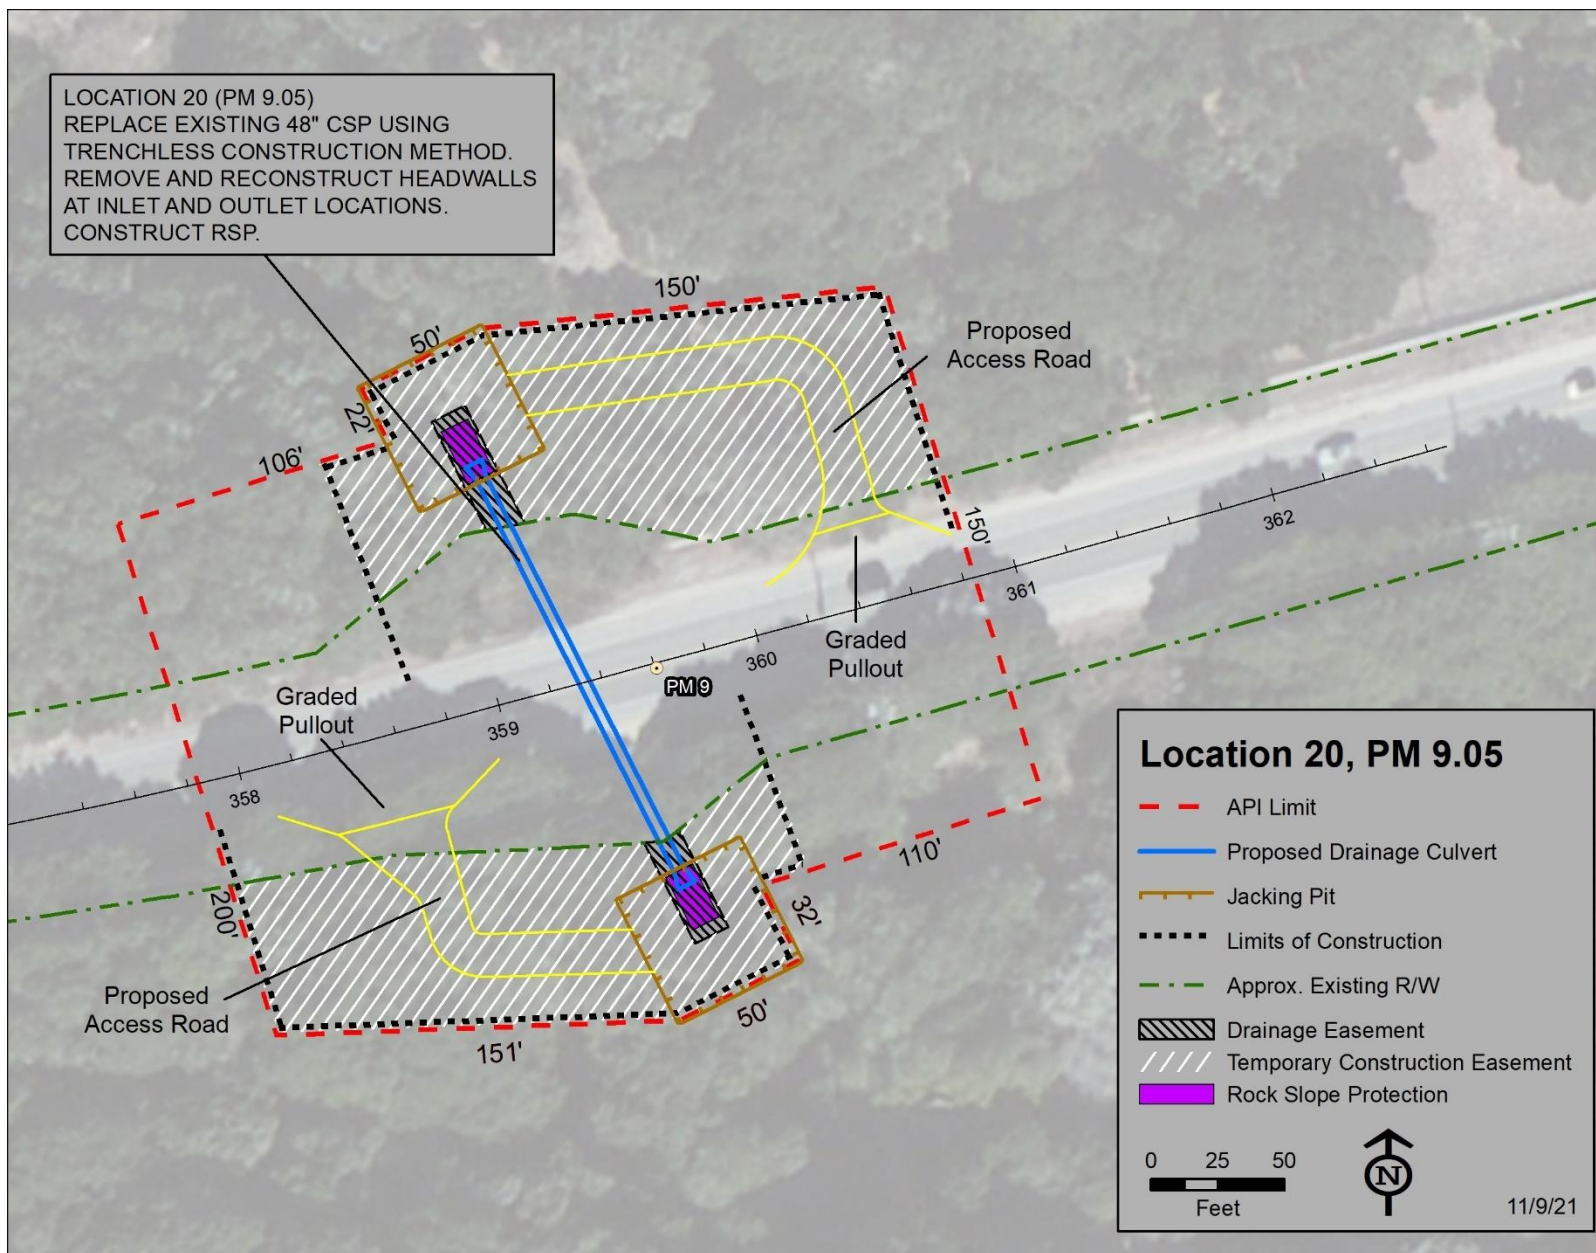 LOCATION 20 (PM 9.05)
REPLACE EXISTING 48" CSP USING
TRENCHLESS CONSTRUCTION METHOD.
REMOVE AND RECONSTRUCT HEADWALLS
AT INLET AND OUTLET LOCATIONS.
CONSTRUCT RSP.
150'
50'
22'
106'
Proposed
Access Road
150'
362
361
Graded
Pullout
360
PM 9
359
Graded
Pullout
358
200'
Proposed
Access Road
151'
50'
32'
110'
Location 20, PM 9.05
API Limit
Proposed Drainage Culvert
Jacking Pit
Limits of Construction
Approx. Existing R/W
Drainage Easement
Temporary Construction Easement
Rock Slope Protection
0 25 50
Feet
N
11/9/21